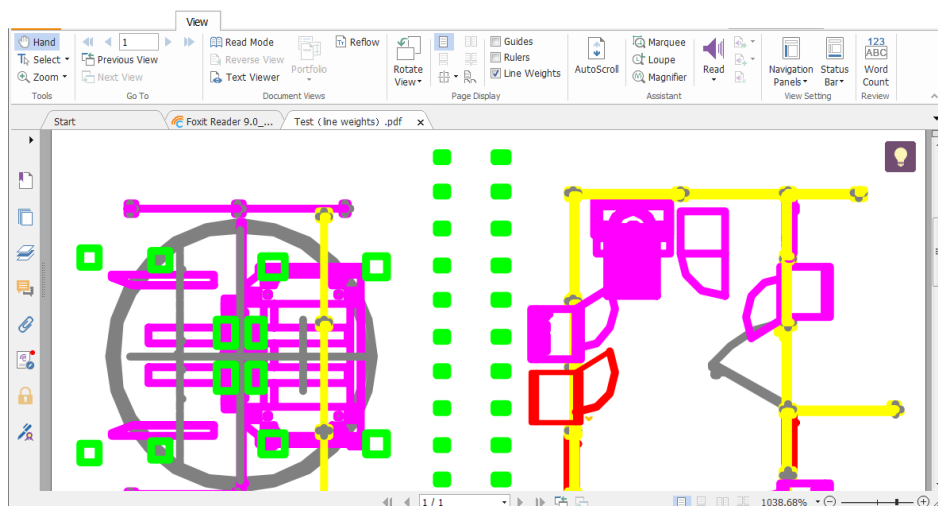 View
Hand
Select
Zoom
Tools
1
Previous View
Next View
Go To
Read Mode
Reverse View
Text Viewer
Portfolio
Reflow
Document Views
Rotate
View
Guides
Rulers
Line Weights
Page Display
AutoScroll
Marquee
Loupe
Magnifier
Read
Assistant
Navigation
Panels
Status
Bar
View Setting
123
ABC
Word
Count
Review
Start
Foxit Reader 9.0_...
Test（line weights）.pdf
1 / 1
1038.68%